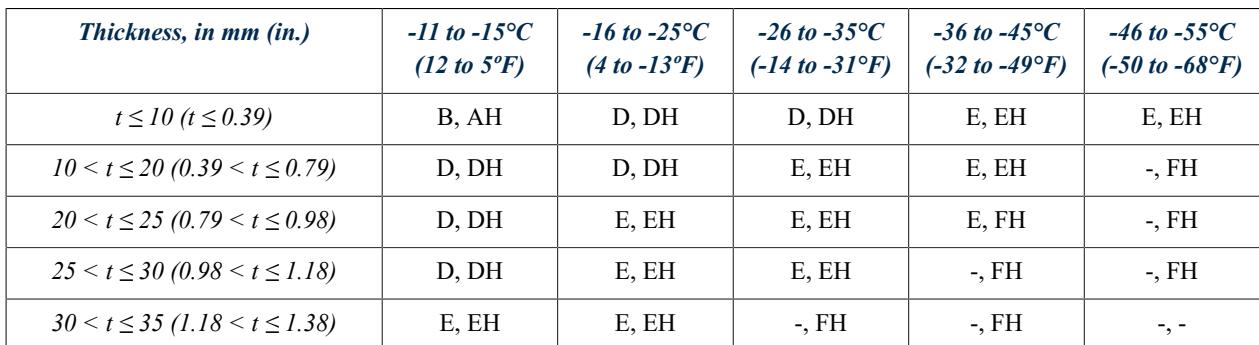 Thickness, in mm (in.) -11 to -15°C -16 to -25°C -26 to -35°C -36 to -45°C -46 to -55°C
(12 to 5ºF) (4 to -13ºF) (-14 to -31°F) (-32 to -49°F) (-50 to -68°F)
t ≤ 10 (t ≤ 0.39) B, AH D, DH D, DH E, EH E, EH
10 < t ≤ 20 (0.39 < t ≤ 0.79) D, DH D, DH E, EH E, EH -, FH
20 < t ≤ 25 (0.79 < t ≤ 0.98) D, DH E, EH E, EH E, FH -, FH
25 < t ≤ 30 (0.98 < t ≤ 1.18) D, DH E, EH E, EH -, FH -, FH
30 < t ≤ 35 (1.18 < t ≤ 1.38) E, EH E, EH -, FH -, FH -, -